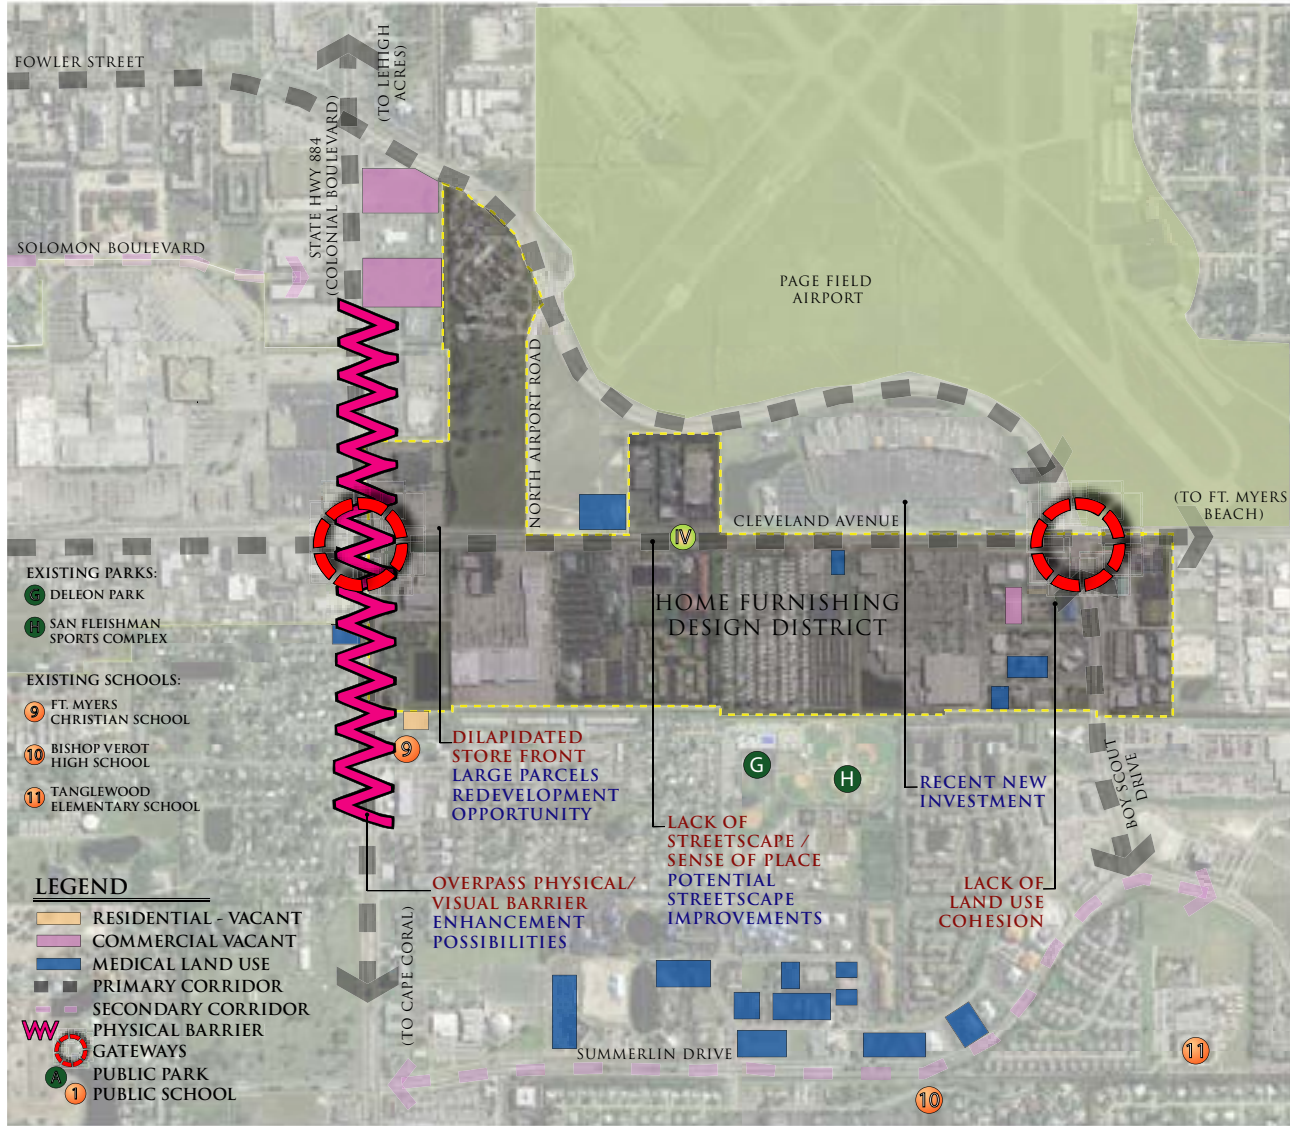 FOWLER STREET
(TO LEHIGH
ACRES)
STATE HWY 884
(COLONIAL BOULEVARD)
SOLOMON BOULEVARD
PAGE FIELD
AIRPORT
NORTH AIRPORT ROAD
(TO FT. MYERS
BEACH)
CLEVELAND AVENUE
IV
HOME FURNISHING
DESIGN DISTRICT
EXISTING PARKS:
G DELEON PARK
H SAN FLEISHMAN
SPORTS COMPLEX
EXISTING SCHOOLS:
9 FT. MYERS
CHRISTIAN SCHOOL
10 BISHOP VEROT
HIGH SCHOOL
11 TANGLEWOOD
ELEMENTARY SCHOOL
9
DILAPIDATED
STORE FRONT
LARGE PARCELS
REDEVELOPMENT
OPPORTUNITY
G
H
RECENT NEW
INVESTMENT
BOY SCOUT
DRIVE
LACK OF
STREETSCAPE /
SENSE OF PLACE
POTENTIAL
STREETSCAPE
IMPROVEMENTS
OVERPASS PHYSICAL/
VISUAL BARRIER
ENHANCEMENT
POSSIBILITIES
LACK OF
LAND USE
COHESION
(TO CAPE CORAL)
SUMMERLIN DRIVE
11
10
LEGEND
RESIDENTIAL - VACANT
COMMERCIAL VACANT
MEDICAL LAND USE
PRIMARY CORRIDOR
SECONDARY CORRIDOR
PHYSICAL BARRIER
GATEWAYS
A PUBLIC PARK
1 PUBLIC SCHOOL